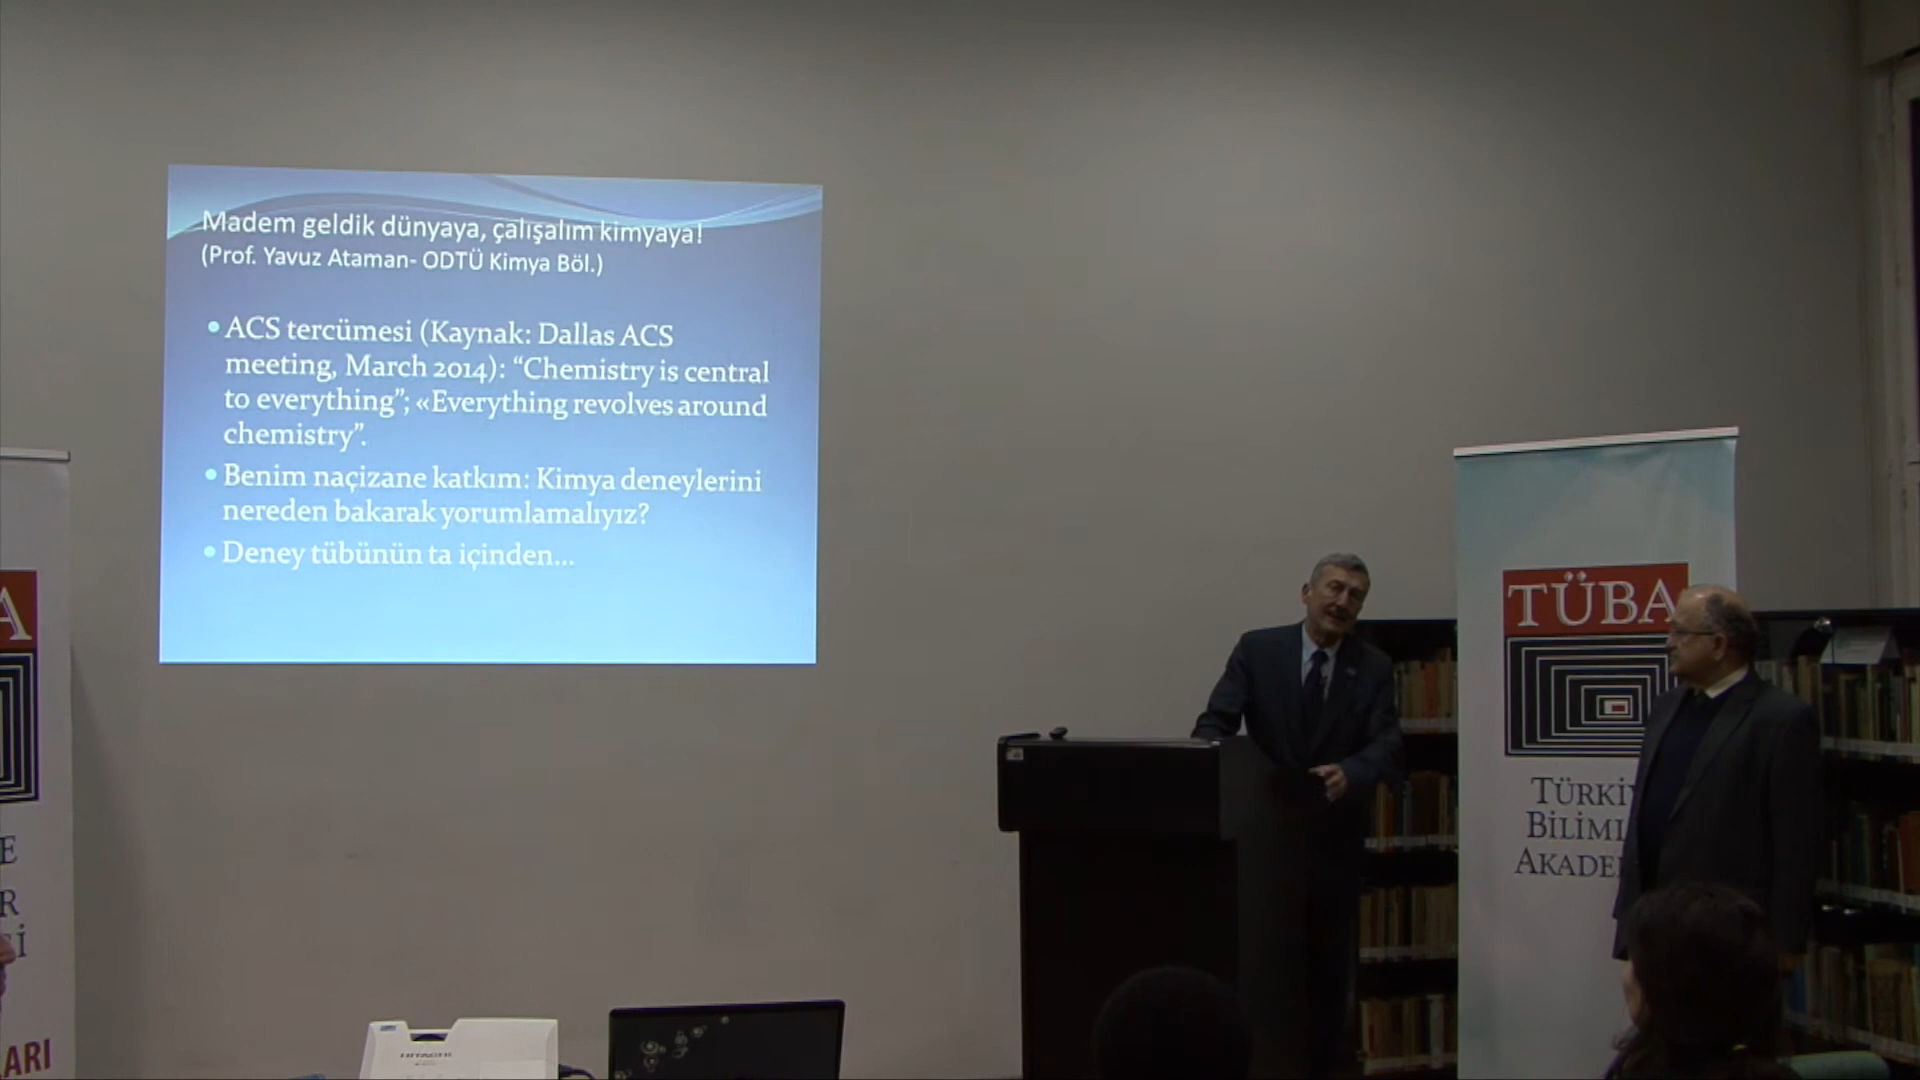 Madem geldik dünyaya, çalışalım kimyaya!
(Prof. Yavuz Ataman- ODTÜ Kimya Böl.)
• ACS tercümesi (Kaynak: Dallas ACS
meeting, March 2014): “Chemistry is central
to everything”; «Everything revolves around
chemistry”.
• Benim naçizane katkım: Kimya deneylerini
nereden bakarak yorumlamalıyız?
• Deney tübünün ta içinden...
TÜBA
TÜRKİY
BİLİML
AKADE
A
E
R
Sİ
ARI
HITACHI